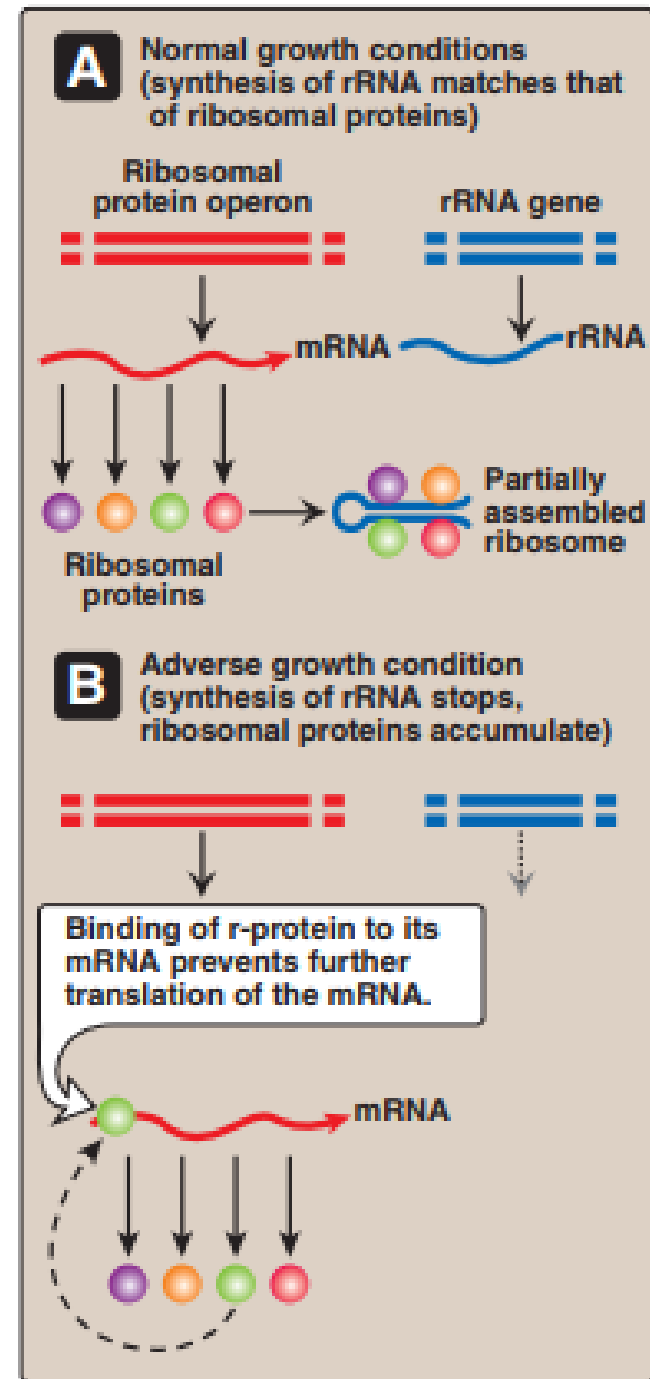 A
Normal growth conditions
(synthesis of rRNA matches that
of ribosomal proteins)
Ribosomal
protein operon
rRNA gene
mRNA
rRNA
Ribosomal
proteins
Partially
assembled
ribosome
B
Adverse growth condition
(synthesis of rRNA stops,
ribosomal proteins accumulate)
Binding of r-protein to its
mRNA prevents further
translation of the mRNA.
mRNA